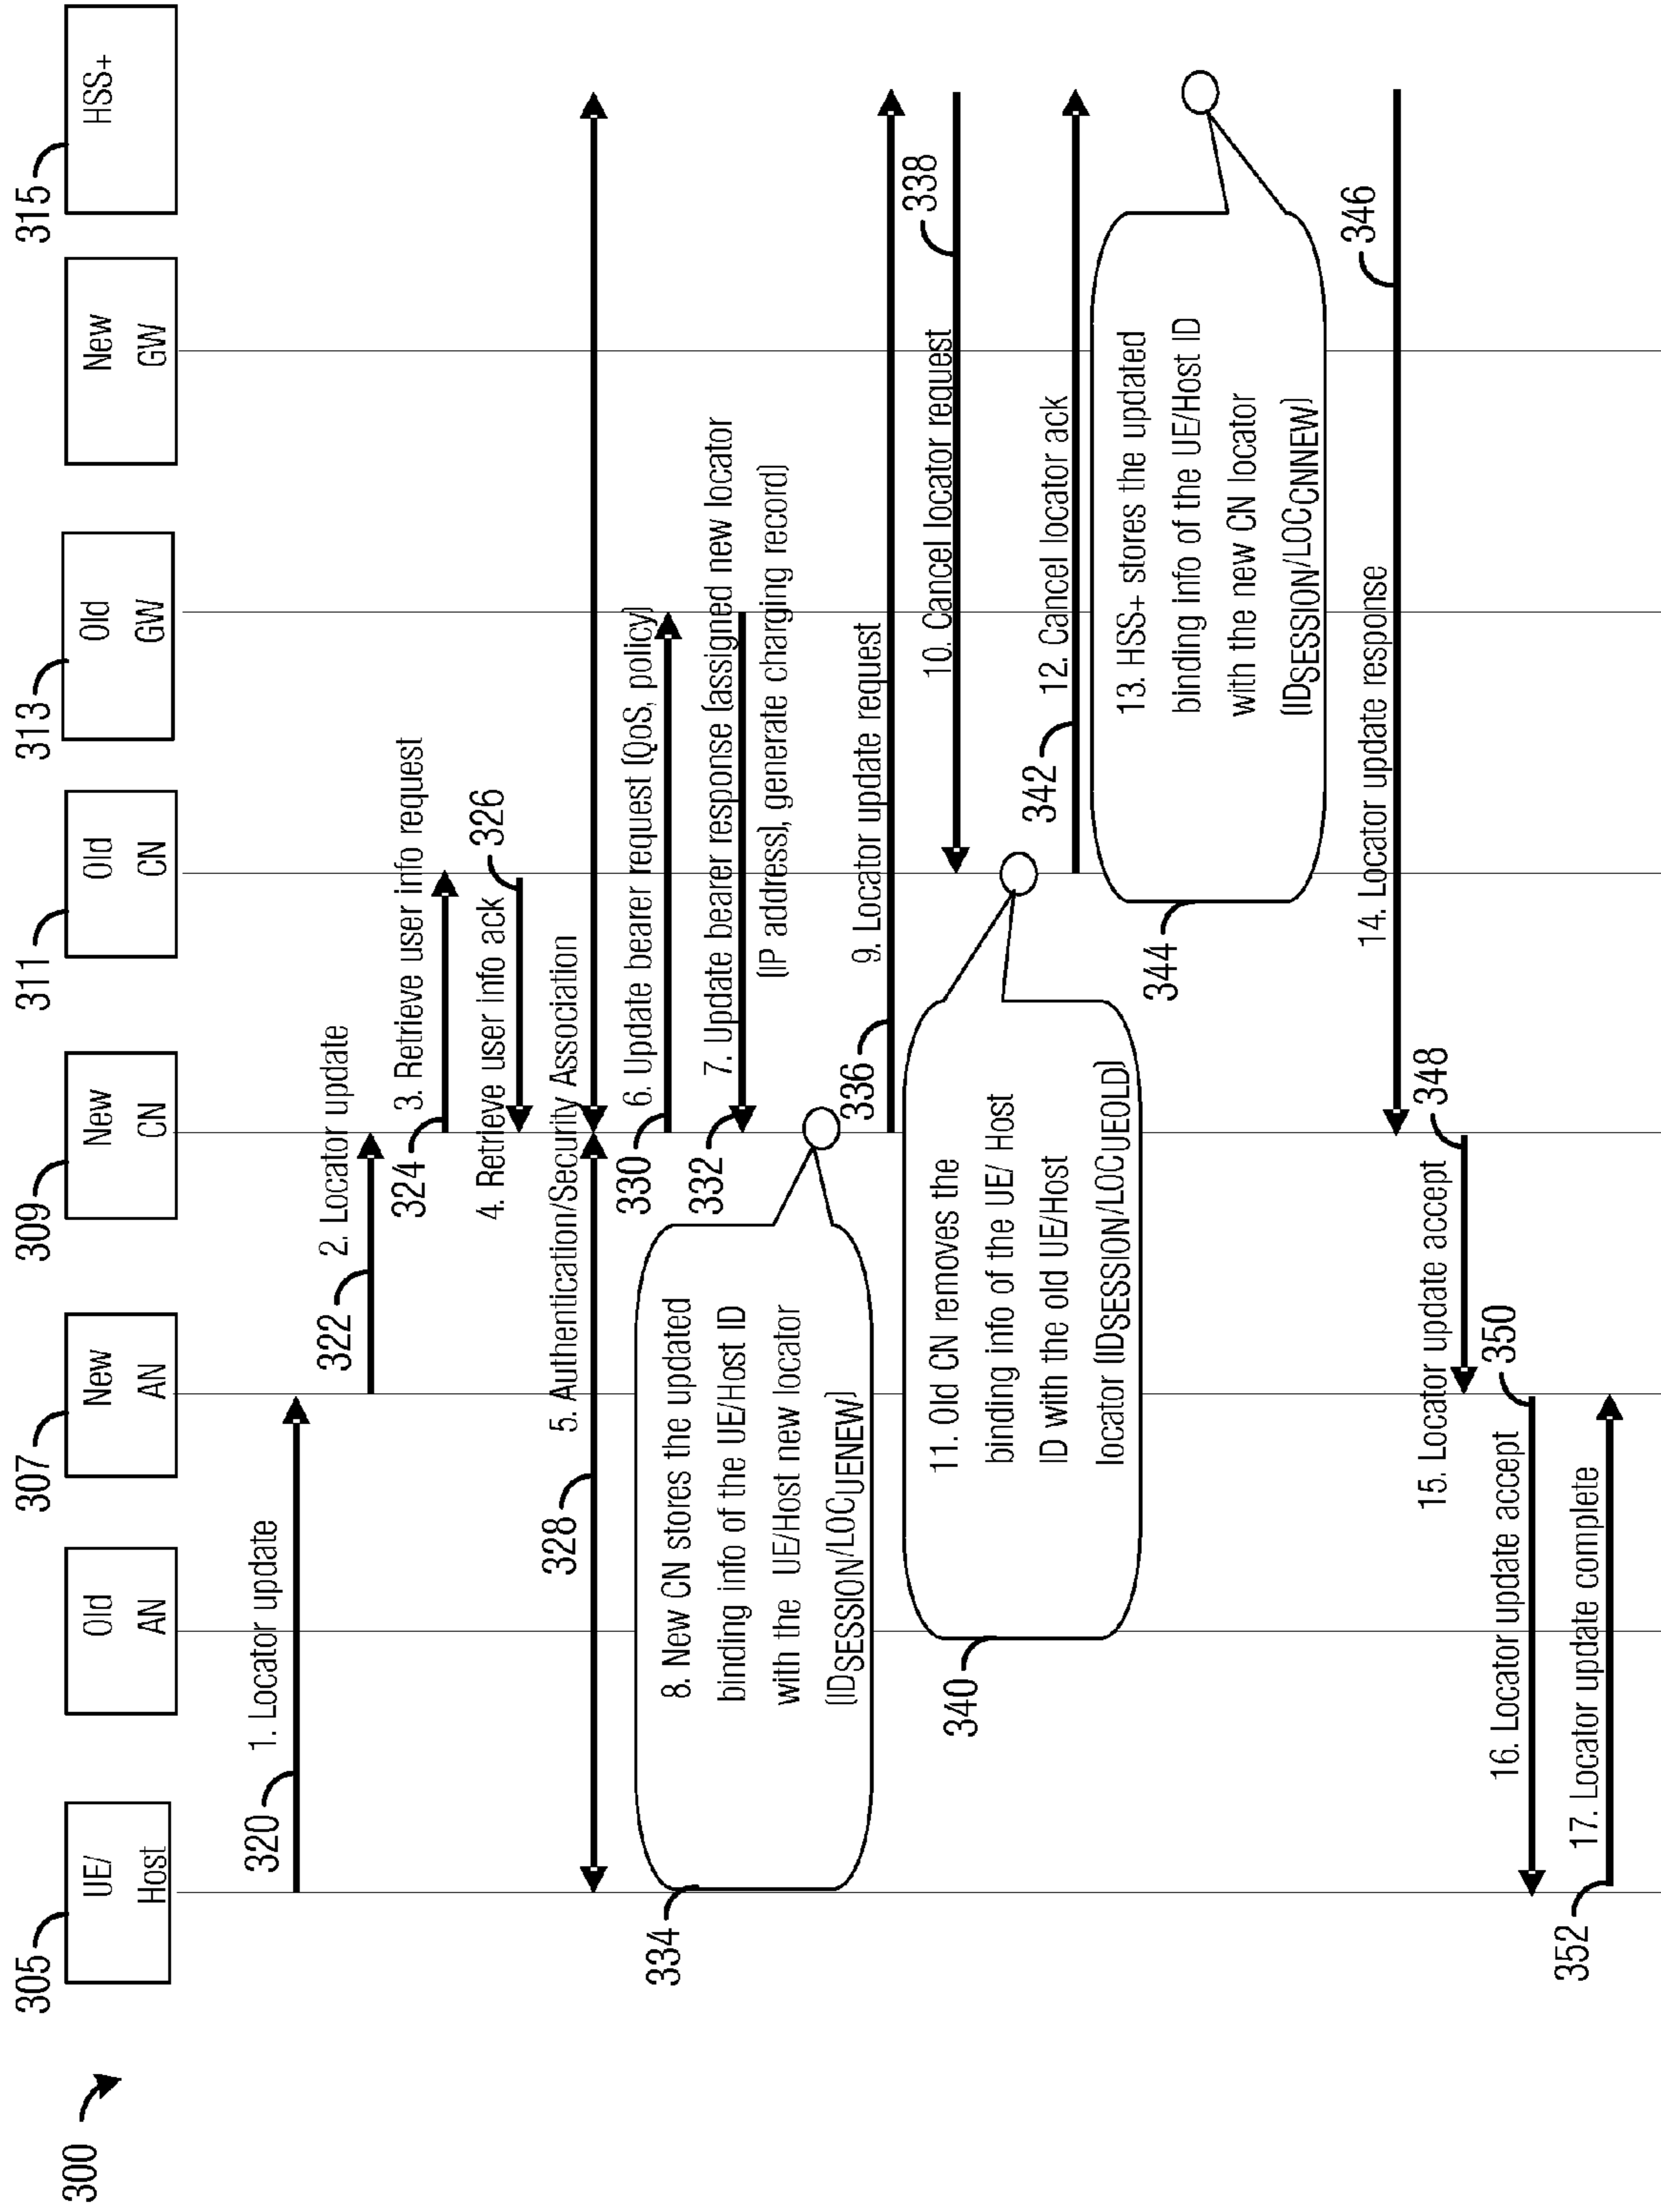 300
305
307
309
311
313
315
UE/
Host
Old
AN
New
AN
New
CN
Old
CN
Old
GW
New
GW
HSS+
320
1. Locator update
322
2. Locator update
324
3. Retrieve user info request
4. Retrieve user info ack
326
328
5. Authentication/Security Association
330
6. Update bearer request (QoS, policy)
332
7. Update bearer response (assigned new locator
(IP address), generate charging record)
334
8. New CN stores the updated
binding info of the UE/Host ID
with the UE/Host new locator
(IDSESSION/LOCUENEW)
336
9. Locator update request
10. Cancel locator request
338
340
11. Old CN removes the
binding info of the UE/ Host
ID with the old UE/Host
locator (IDSESSION/LOCUEOLD)
342
12. Cancel locator ack
344
13. HSS+ stores the updated
binding info of the UE/Host ID
with the new CN locator
(IDSESSION/LOCCNNEW)
14. Locator update response
346
15. Locator update accept
348
16. Locator update accept
350
352
17. Locator update complete